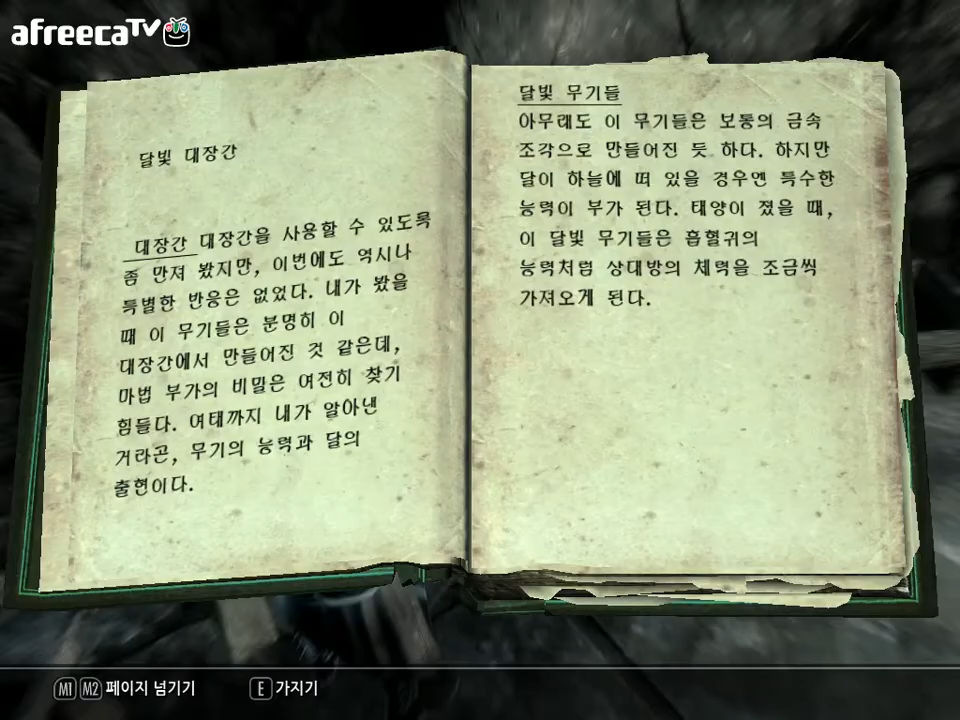 afreecaTV
달빛 대장간
대장간 대장간을 사용할 수 있도록
좀 만져 봤지만, 이번에도 역시나
특별한 반응은 없었다. 내가 봤을
때 이 무기들은 분명히 이
대장간에서 만들어진 것 같은데,
마법 부가의 비밀은 여전히 찾기
힘들다. 여태까지 내가 알아낸
거라곤, 무기의 능력과 달의
출현이다.
달빛 무기들
아무래도 이 무기들은 보통의 금속
조각으로 만들어진 듯 하다. 하지만
달이 하늘에 떠 있을 경우엔 특수한
능력이 부가 된다. 태양이 졌을 때,
이 달빛 무기들은 흡혈귀의
능력처럼 상대방의 체력을 조금씩
가져오게 된다.
M1 M2 페이지 넘기기 E 가지기